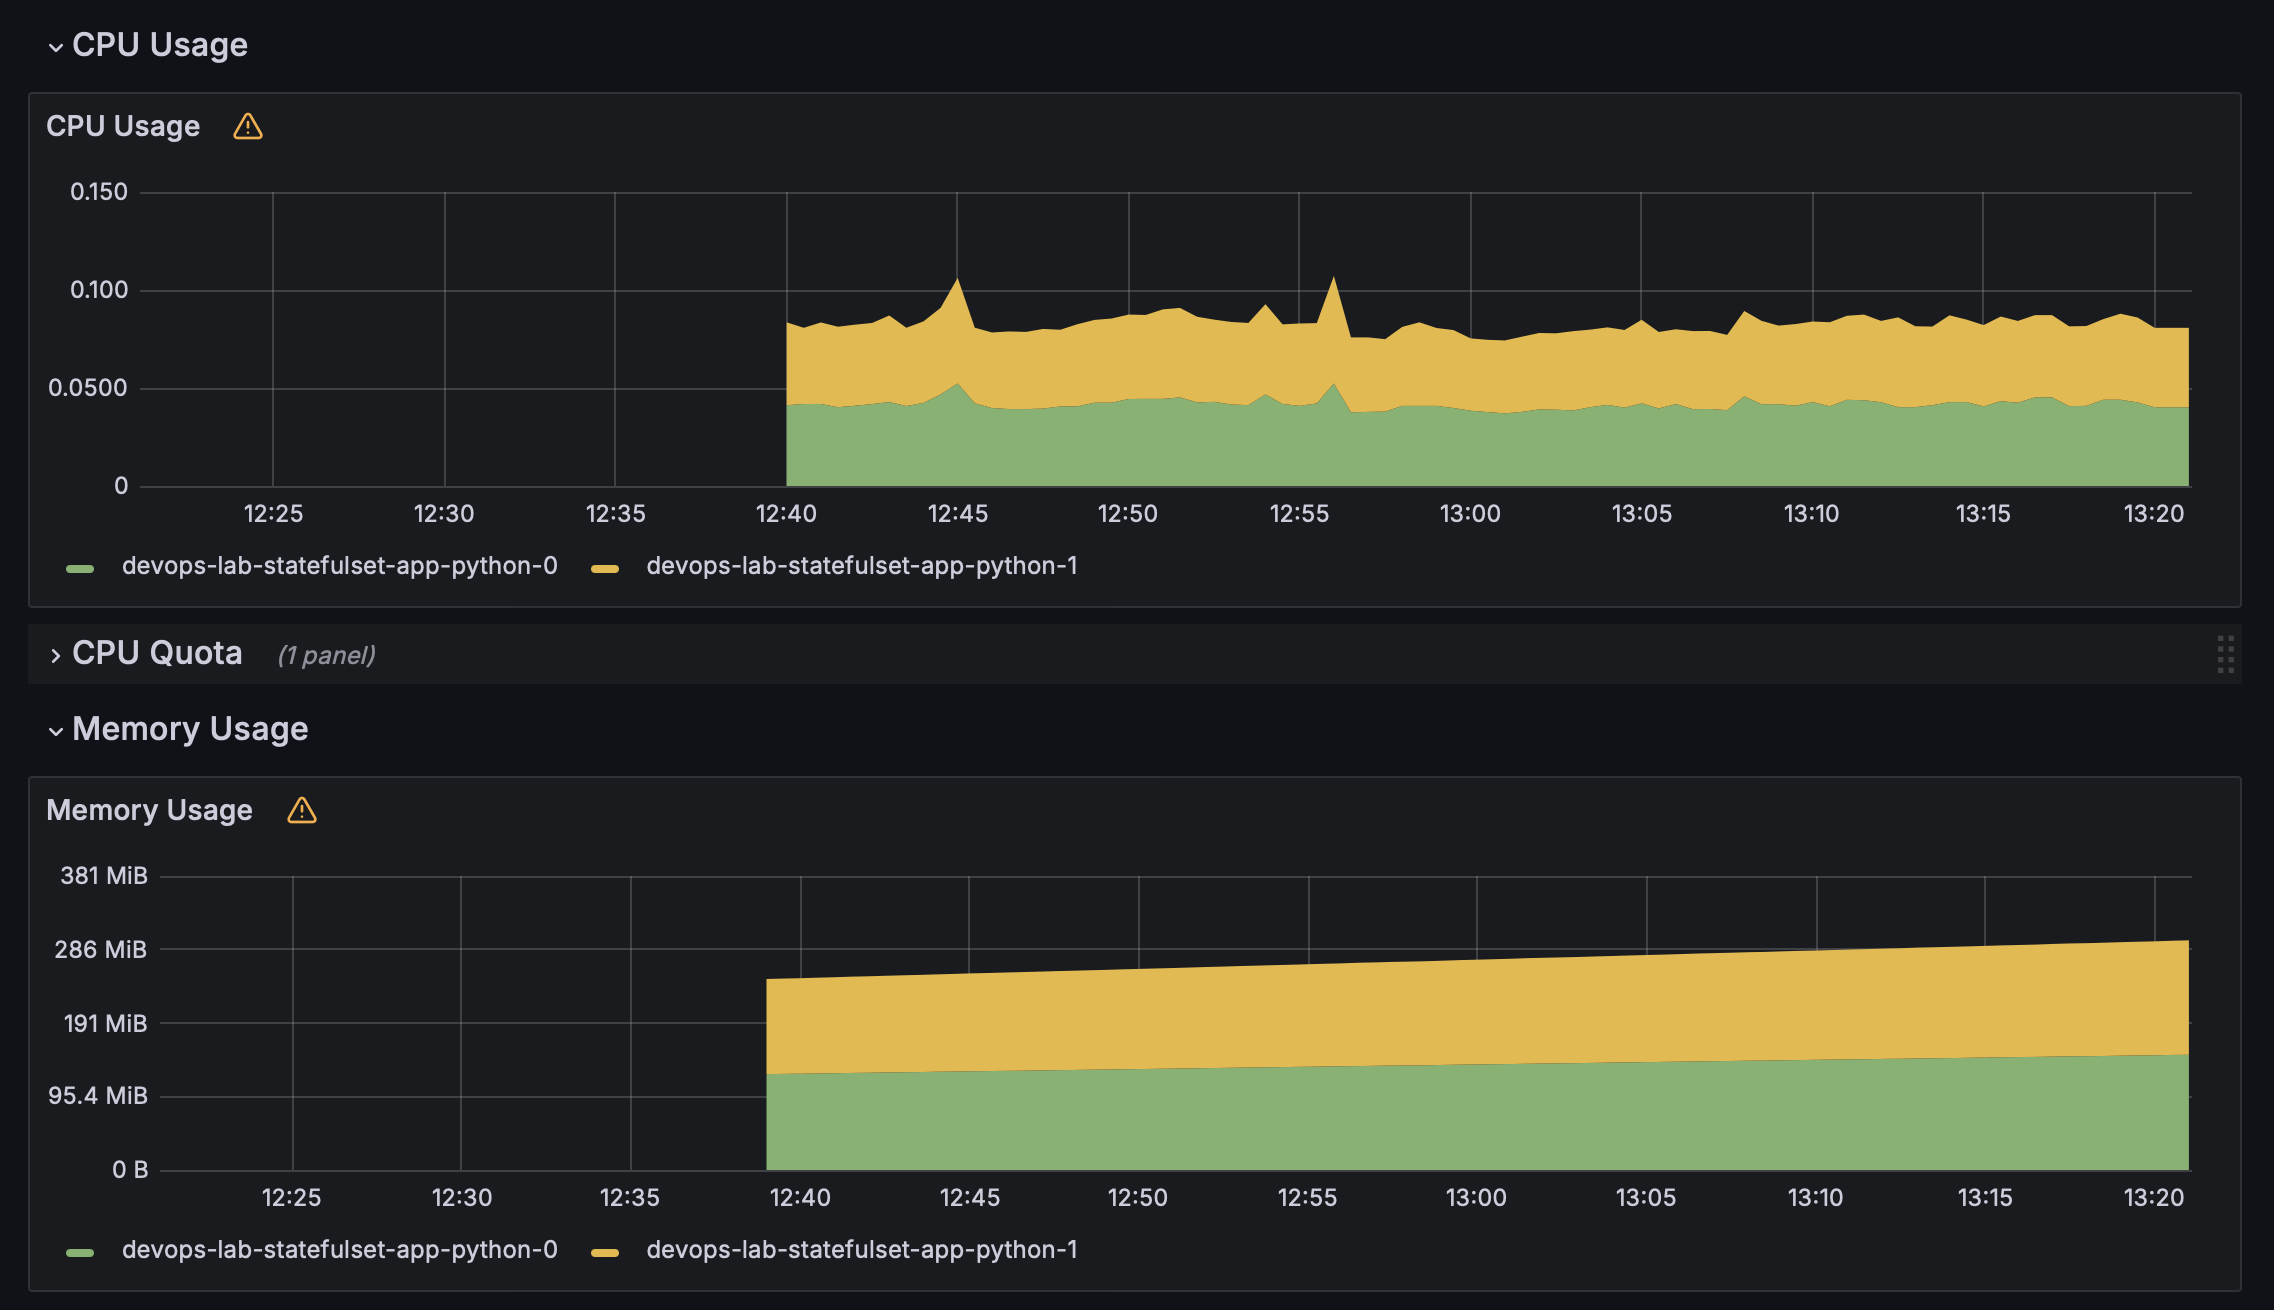 CPU Usage
CPU Usage
0.150
0.100
0.0500
0
12:25 12:30 12:35 12:40 12:45 12:50 12:55 13:00 13:05 13:10 13:15 13:20
devops-lab-statefulset-app-python-0 devops-lab-statefulset-app-python-1
CPU Quota (1 panel)
Memory Usage
Memory Usage
381 MiB
286 MiB
191 MiB
95.4 MiB
0 B
12:25 12:30 12:35 12:40 12:45 12:50 12:55 13:00 13:05 13:10 13:15 13:20
devops-lab-statefulset-app-python-0 devops-lab-statefulset-app-python-1